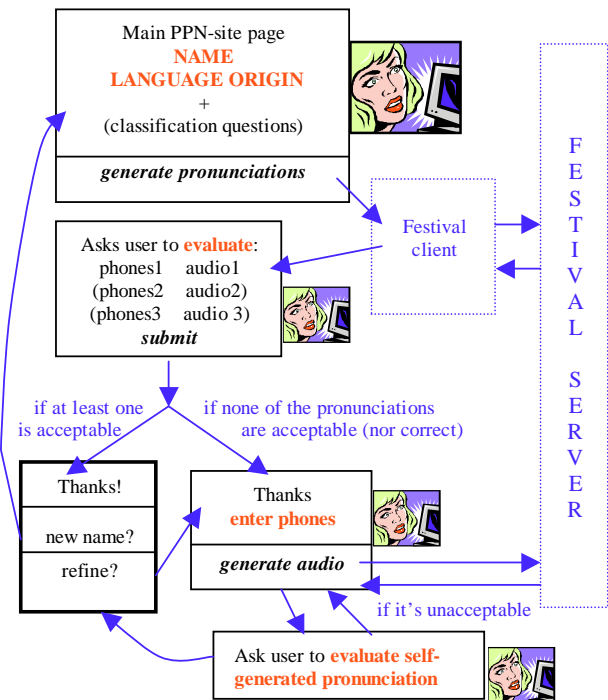 Main PPN-site page
NAME
LANGUAGE ORIGIN
+
(classification questions)
generate pronunciations
Festival
client
F
E
S
T
I
V
A
L
S
E
R
V
E
R
Asks user to evaluate:
phones1 audio1
(phones2 audio2)
(phones3 audio 3)
submit
if at least one
is acceptable
if none of the pronunciations
are acceptable (nor correct)
Thanks!
new name?
refine?
Thanks
enter phones
generate audio
if it's unacceptable
Ask user to evaluate self-
generated pronunciation